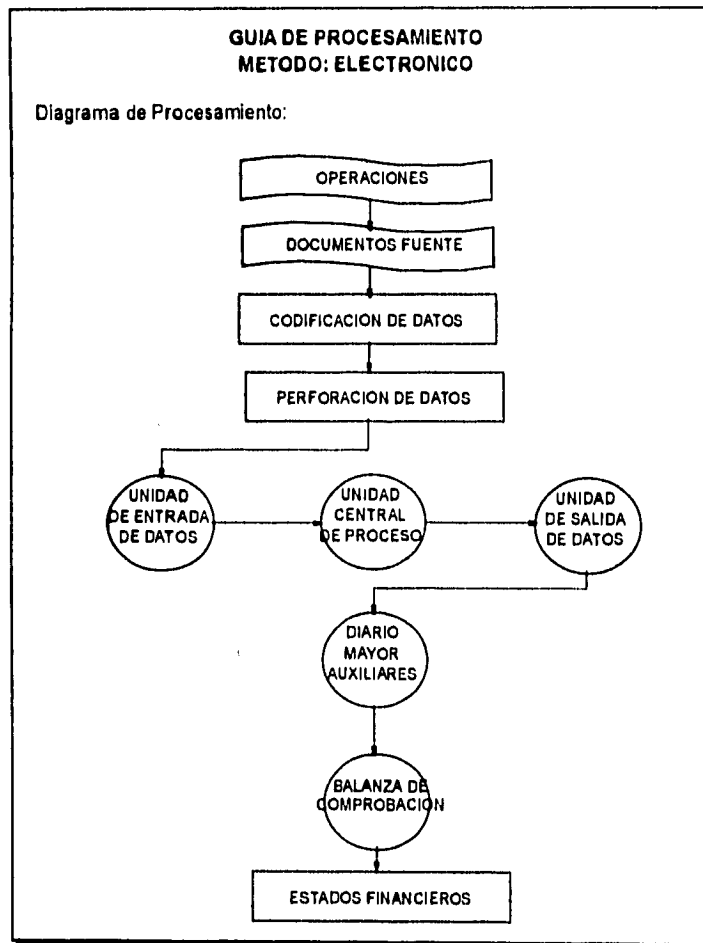 GUIA DE PROCESAMIENTO
METODO: ELECTRONICO
Diagrama de Procesamiento:
OPERACIONES
DOCUMENTOS FUENTE
CODIFICACION DE DATOS
PERFORACION DE DATOS
UNIDAD
DE ENTRADA
DE DATOS
UNIDAD
CENTRAL
DE PROCESO
UNIDAD
DE SALIDA
DE DATOS
DIARIO
MAYOR
AUXILIARES
BALANZA DE
COMPROBACION
ESTADOS FINANCIEROS